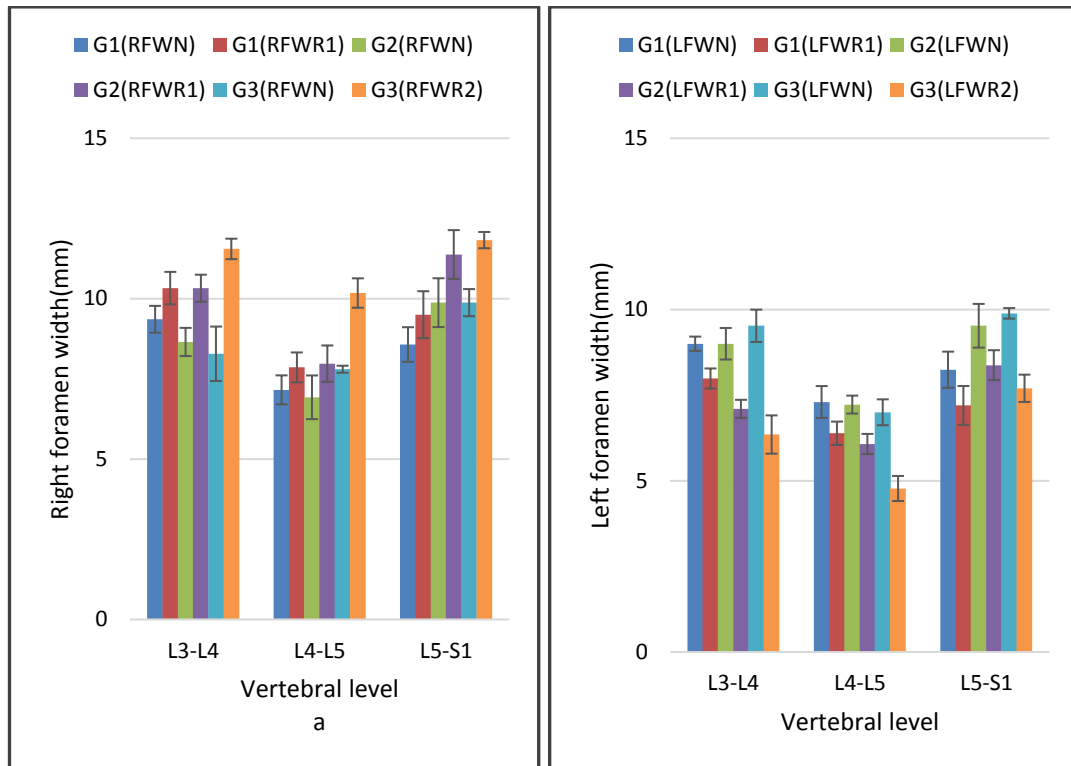 G1(RFWN) G1(RFWR1) G2(RFWN)
G2(RFWR1) G3(RFWN) G3(RFWR2)
15
10
5
0
Right foramen width(mm)
L3-L4 L4-L5 L5-S1
Vertebral level
a
G1(LFWN) G1(LFWR1) G2(LFWN)
G2(LFWR1) G3(LFWN) G3(LFWR2)
15
10
5
0
Left foramen width(mm)
L3-L4 L4-L5 L5-S1
Vertebral level